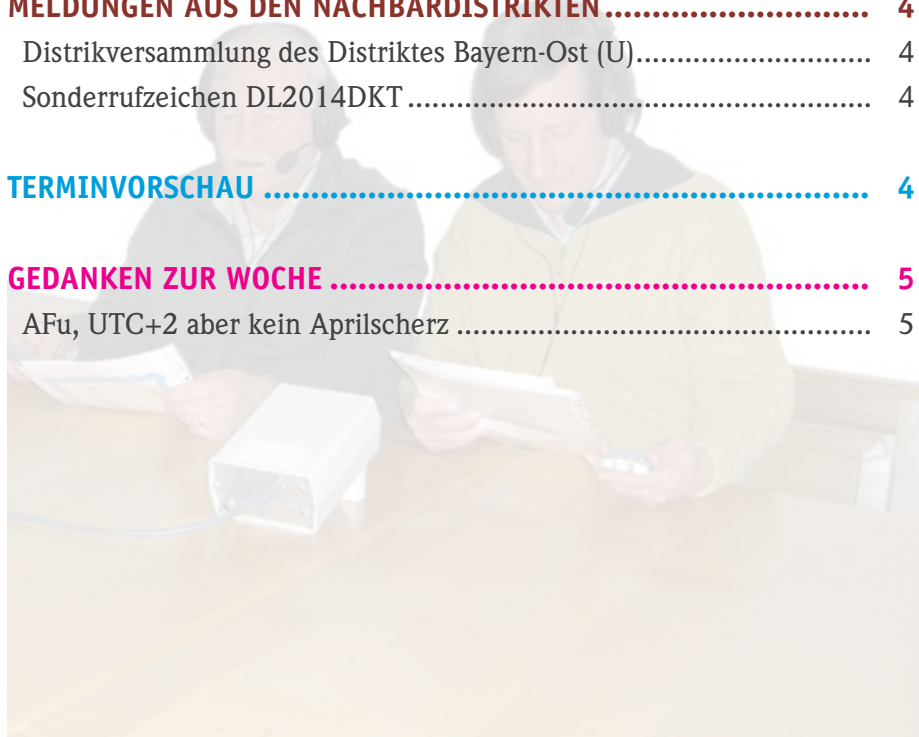 MELDUNGEN AUS DEN NACHBARDISTRIKTEN............................ 4
Distrikversammlung des Distriktes Bayern-Ost (U).............................. 4
Sonderrufzeichen DL2014DKT............................................................ 4
TERMINVORSCHAU ................................................................ 4
GEDANKEN ZUR WOCHE ......................................................... 5
AFu, UTC+2 aber kein Aprilscherz ..................................................... 5